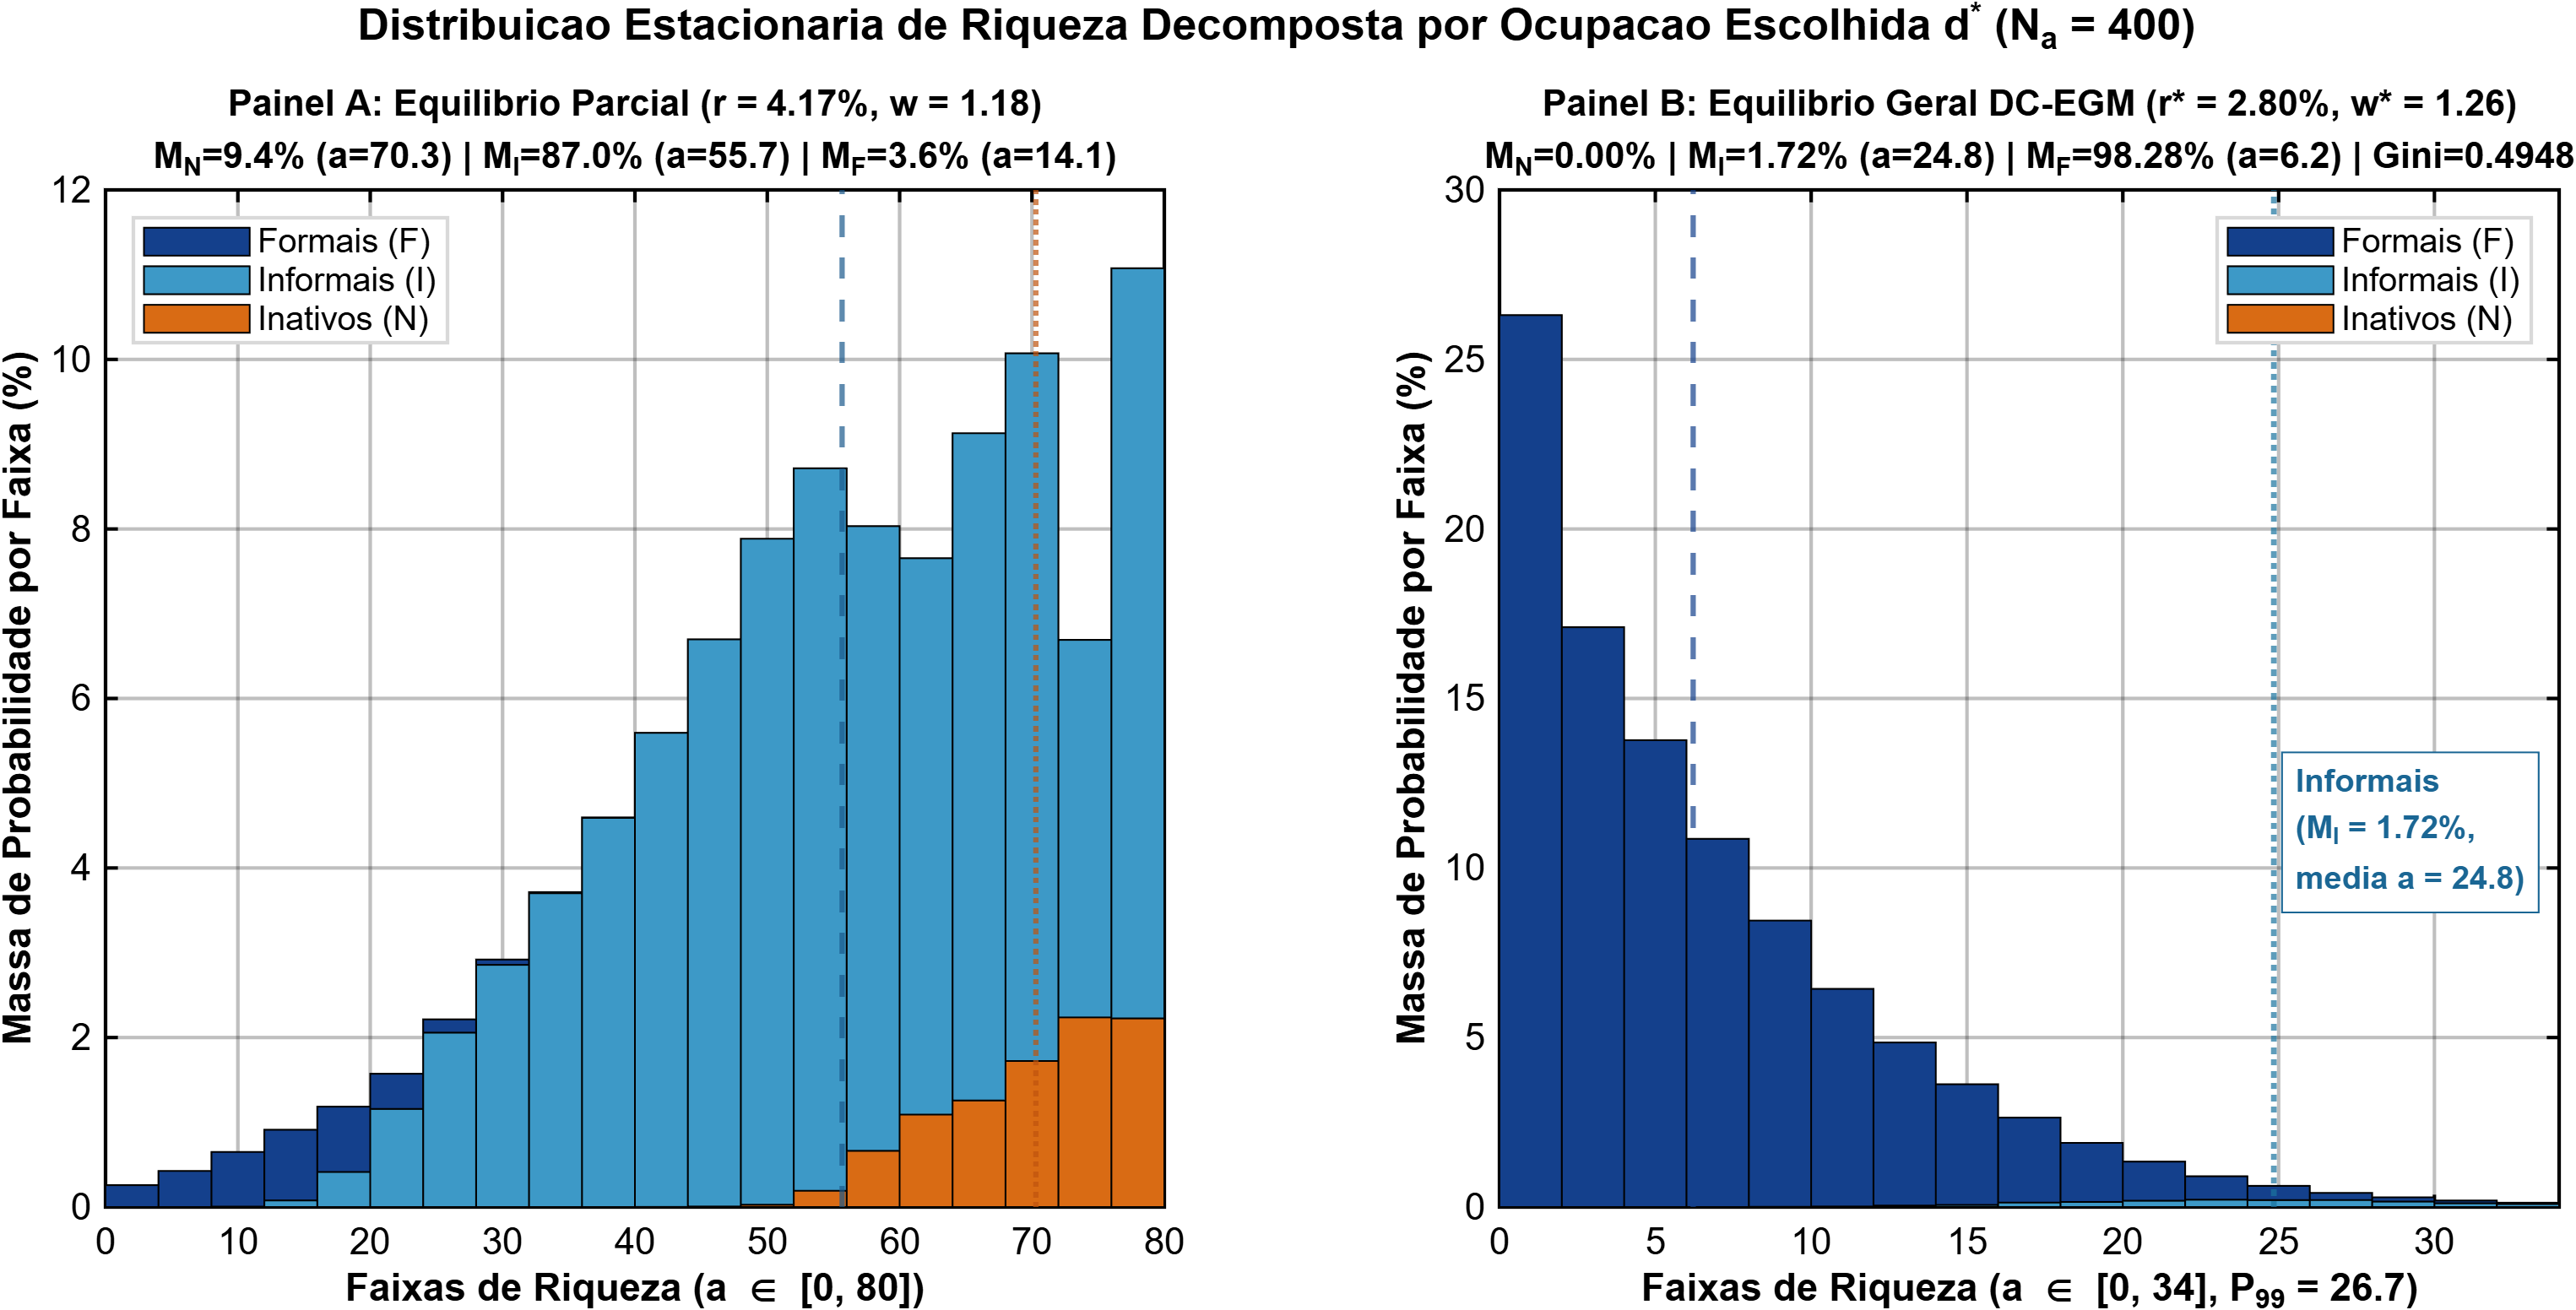 Distribuicao Estacionaria de Riqueza Decomposta por Ocupacao Escolhida d* (Na = 400)
Painel A: Equilibrio Parcial (r = 4.17%, w = 1.18)
MN=9.4% (a=70.3) | MI=87.0% (a=55.7) | MF=3.6% (a=14.1)
12
10
8
6
4
2
0
Massa de Probabilidade por Faixa (%)
Formais (F)
Informais (I)
Inativos (N)
0 10 20 30 40 50 60 70 80
Faixas de Riqueza (a ∈ [0, 80])
Painel B: Equilibrio Geral DC-EGM (r* = 2.80%, w* = 1.26)
MN=0.00% | MI=1.72% (a=24.8) | MF=98.28% (a=6.2) | Gini=0.4948
30
25
20
15
10
5
0
Massa de Probabilidade por Faixa (%)
Formais (F)
Informais (I)
Inativos (N)
Informais
(MI = 1.72%,
media a = 24.8)
0 5 10 15 20 25 30
Faixas de Riqueza (a ∈ [0, 34], P99 = 26.7)